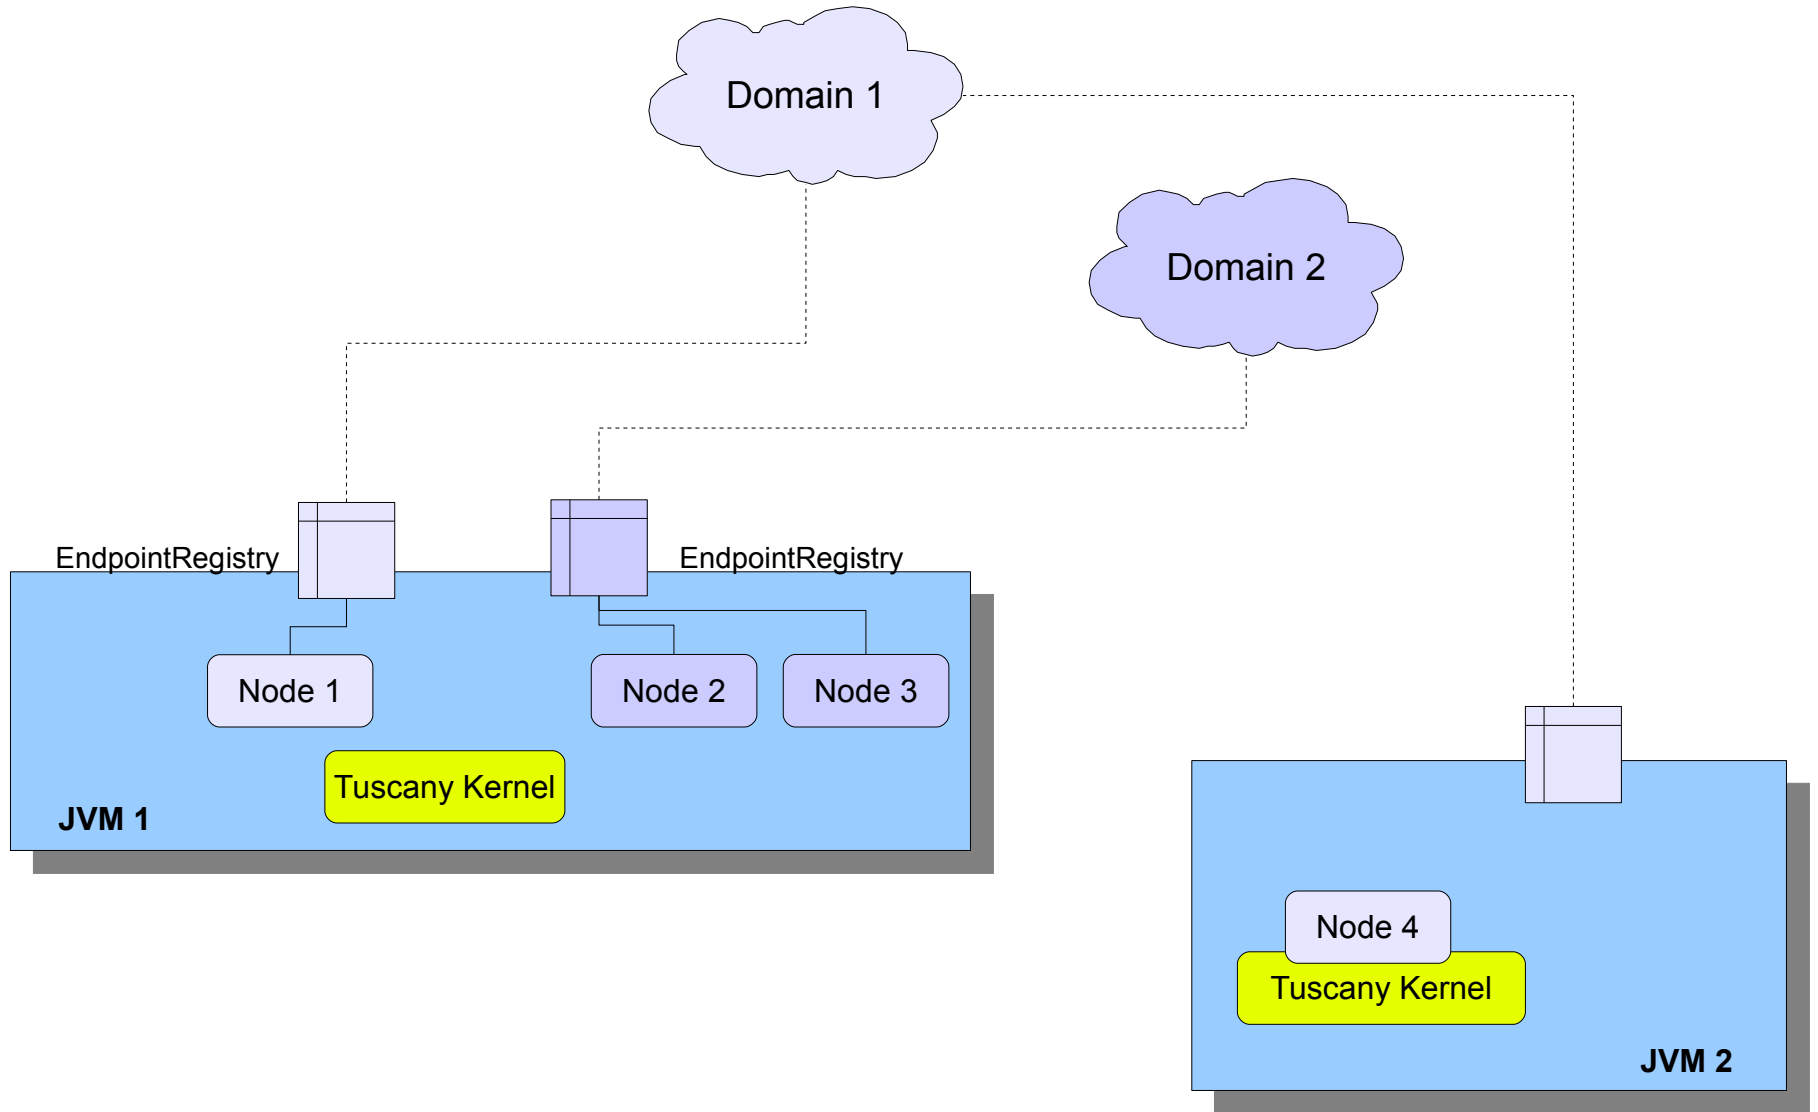 Domain 1
Domain 2
EndpointRegistry
EndpointRegistry
Node 1
Node 2
Node 3
Tuscany Kernel
JVM 1
Node 4
Tuscany Kernel
JVM 2